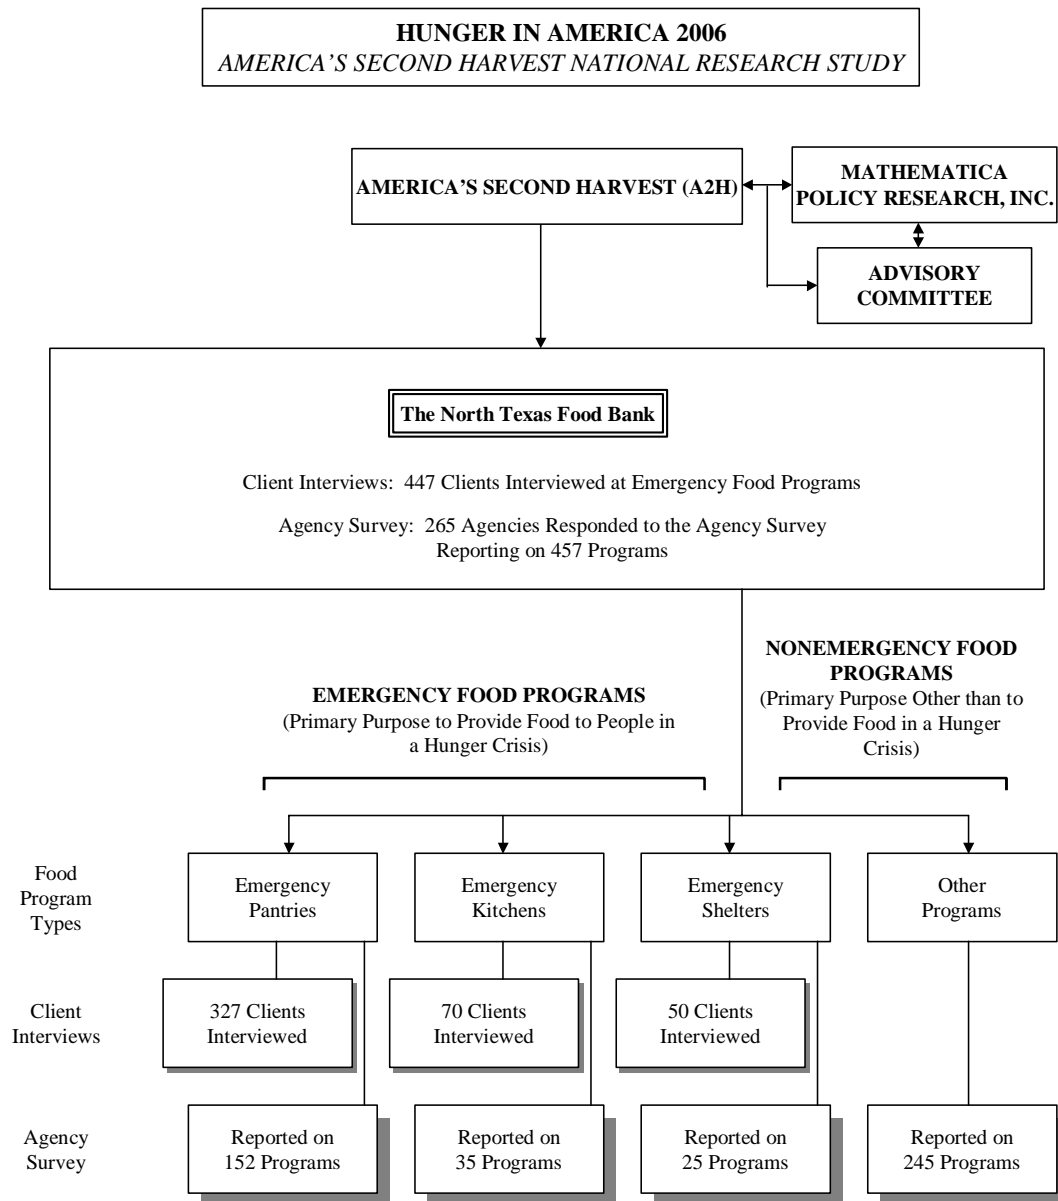 HUNGER IN AMERICA 2006
AMERICA'S SECOND HARVEST NATIONAL RESEARCH STUDY
AMERICA'S SECOND HARVEST (A2H)
MATHEMATICA
POLICY RESEARCH, INC.
ADVISORY
COMMITTEE
The North Texas Food Bank
Client Interviews: 447 Clients Interviewed at Emergency Food Programs
Agency Survey: 265 Agencies Responded to the Agency Survey
Reporting on 457 Programs
EMERGENCY FOOD PROGRAMS
(Primary Purpose to Provide Food to People in
a Hunger Crisis)
NONEMERGENCY FOOD
PROGRAMS
(Primary Purpose Other than to
Provide Food in a Hunger
Crisis)
Food
Program
Types
Emergency
Pantries
Emergency
Kitchens
Emergency
Shelters
Other
Programs
Client
Interviews
327 Clients
Interviewed
70 Clients
Interviewed
50 Clients
Interviewed
Agency
Survey
Reported on
152 Programs
Reported on
35 Programs
Reported on
25 Programs
Reported on
245 Programs